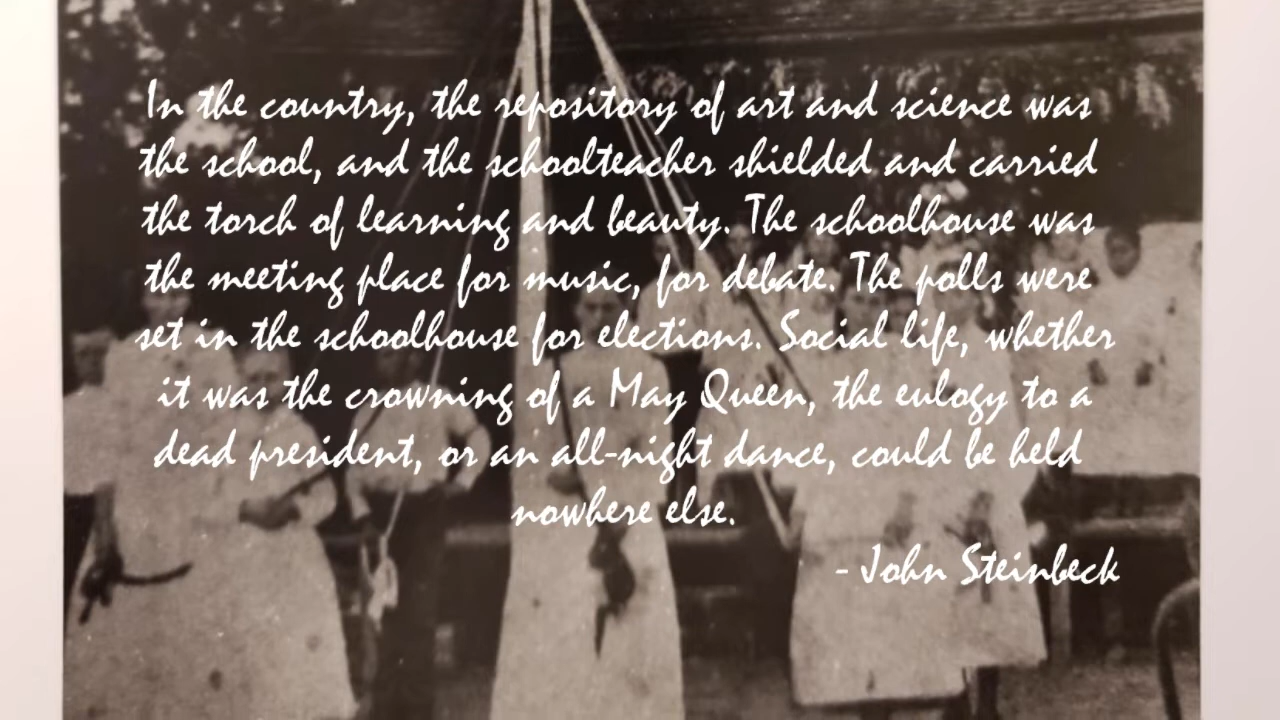 In the country, the repository of art and science was
the school, and the schoolteacher shielded and carried
the torch of learning and beauty. The schoolhouse was
the meeting place for music, for debate. The polls were
set in the schoolhouse for elections. Social life, whether
it was the crowning of a May Queen, the eulogy to a
dead president, or an all-night dance, could be held
nowhere else.
- John Steinbeck